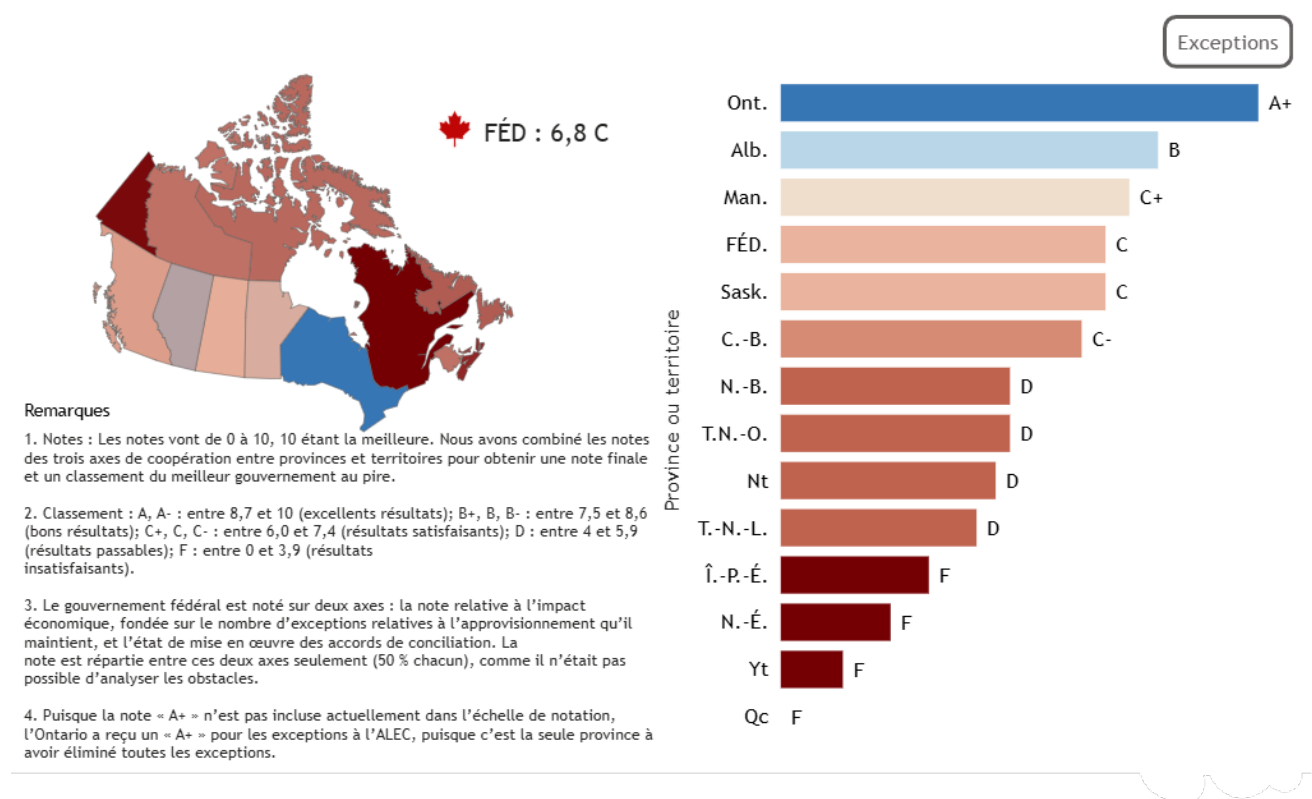 Exceptions
FÉD : 6,8 C
Remarques
1. Notes : Les notes vont de 0 à 10, 10 étant la meilleure. Nous avons combiné les notes
des trois axes de coopération entre provinces et territoires pour obtenir une note finale
et un classement du meilleur gouvernement au pire.
2. Classement : A, A- : entre 8,7 et 10 (excellents résultats); B+, B, B- : entre 7,5 et 8,6
(bons résultats); C+, C, C- : entre 6,0 et 7,4 (résultats satisfaisants); D : entre 4 et 5,9
(résultats passables); F : entre 0 et 3,9 (résultats
insatisfaisants).
3. Le gouvernement fédéral est noté sur deux axes : la note relative à l’impact
économique, fondée sur le nombre d’exceptions relatives à l’approvisionnement qu’il
maintient, et l’état de mise en œuvre des accords de conciliation. La
note est répartie entre ces deux axes seulement (50 % chacun), comme il n’était pas
possible d’analyser les obstacles.
4. Puisque la note « A+ » n’est pas incluse actuellement dans l’échelle de notation,
l’Ontario a reçu un « A+ » pour les exceptions à l’ALEC, puisque c’est la seule province à
avoir éliminé toutes les exceptions.
Province ou territoire
Ont. A+
Alb. B
Man. C+
FÉD. C
Sask. C
C.-B. C-
N.-B. D
T.N.-O. D
Nt D
T.-N.-L. D
Î.-P.-É. F
N.-É. F
Yt F
Qc F